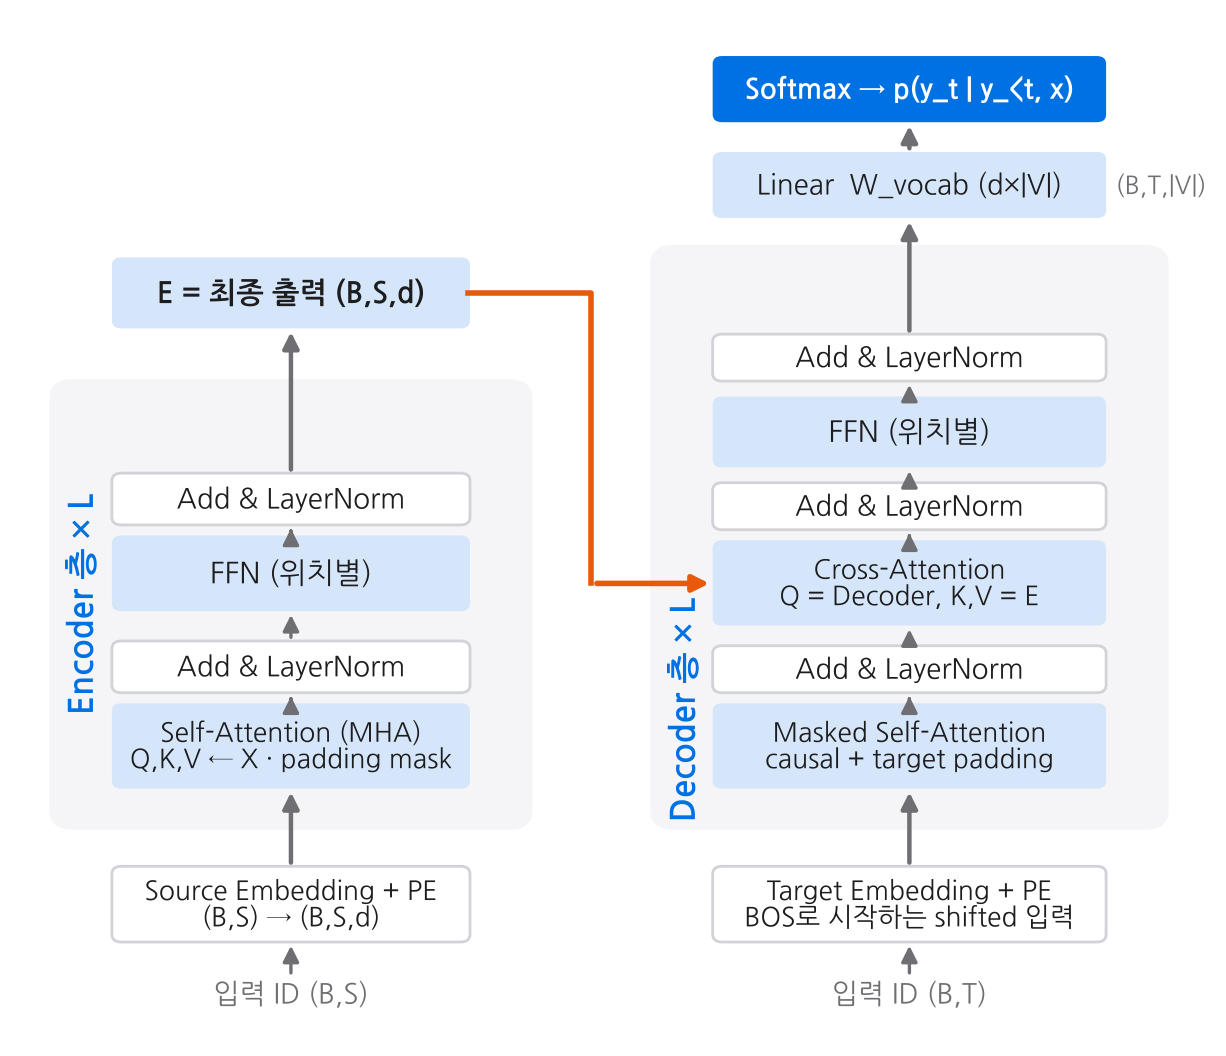 E = 최종 출력 (B,S,d)
Encoder 층 × L
Add & LayerNorm
FFN (위치별)
Add & LayerNorm
Self-Attention (MHA)
Q,K,V ← X · padding mask
Source Embedding + PE
(B,S) → (B,S,d)
입력 ID (B,S)
Softmax → p(y_t | y_<t, x)
Linear W_vocab (d×|V|)
(B,T,|V|)
Decoder 층 × L
Add & LayerNorm
FFN (위치별)
Add & LayerNorm
Cross-Attention
Q = Decoder, K,V = E
Add & LayerNorm
Masked Self-Attention
causal + target padding
Target Embedding + PE
BOS로 시작하는 shifted 입력
입력 ID (B,T)